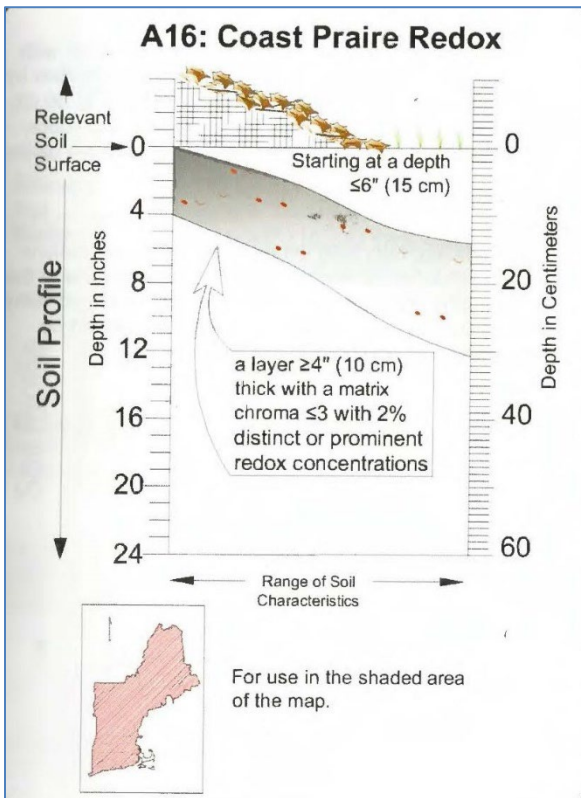 A16: Coast Praire Redox
Relevant
Soil
Surface
Soil Profile
Depth in Inches
0
4
8
12
16
20
24
Starting at a depth
≤6" (15 cm)
a layer ≥4" (10 cm)
thick with a matrix
chroma ≤3 with 2%
distinct or prominent
redox concentrations
0
20
40
60
Depth in Centimeters
Range of Soil
Characteristics
For use in the shaded area
of the map.